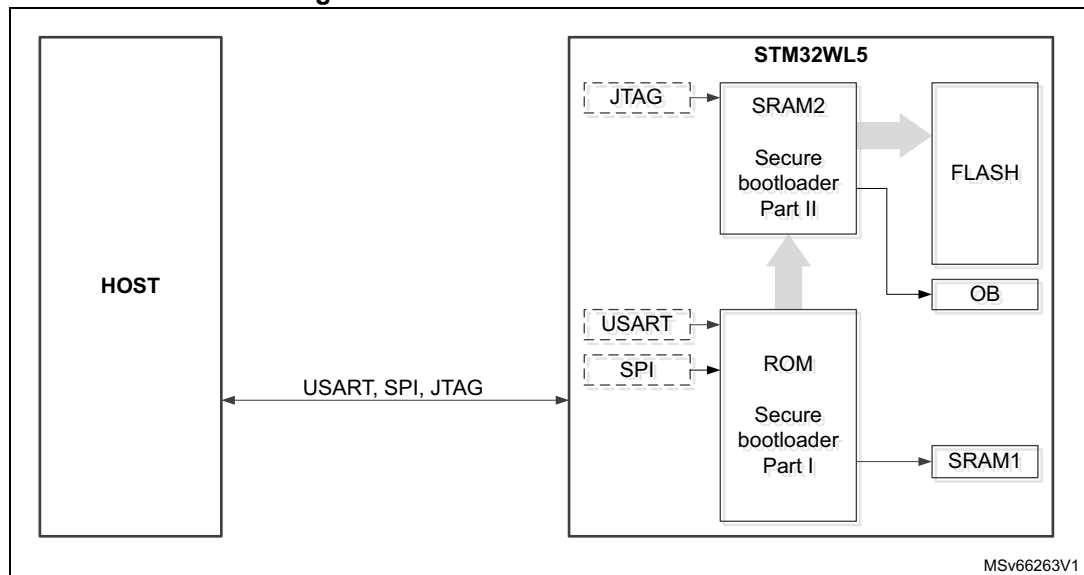 HOST
USART, SPI, JTAG
STM32WL5
JTAG
SRAM2
Secure
bootloader
Part II
FLASH
OB
USART
SPI
ROM
Secure
bootloader
Part I
SRAM1
MSv66263V1